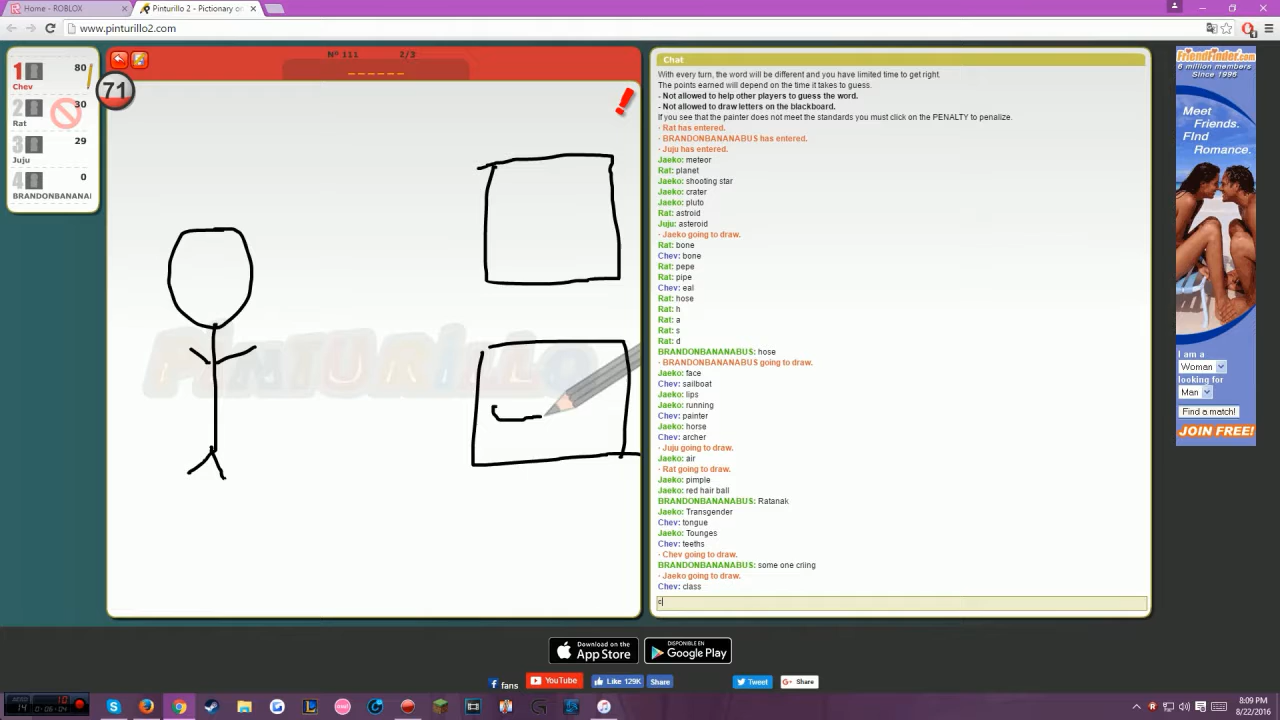 Home - ROBLOX
Pinturillo 2 - Pictionary on
www.pinturillo2.com
1 80
Chev
2 30
Rat
3 29
Juju
4 0
BRANDONBANANAI
71
Nº 111 2/3
_ _ _ _ _ _
Chat
With every turn, the word will be different and you have limited time to get right.
The points earned will depend on the time it takes to guess.
- Not allowed to help other players to guess the word.
- Not allowed to draw letters on the blackboard.
If you see that the painter does not meet the standards you must click on the PENALTY to penalize.
· Rat has entered.
· BRANDONBANANABUS has entered.
· Juju has entered.
Jaeko: meteor
Rat: planet
Jaeko: shooting star
Jaeko: crater
Jaeko: pluto
Rat: astroid
Juju: asteroid
· Jaeko going to draw.
Rat: bone
Chev: bone
Rat: pepe
Rat: pipe
Chev: eal
Rat: hose
Rat: h
Rat: a
Rat: s
Rat: d
BRANDONBANANABUS: hose
· BRANDONBANANABUS going to draw.
Jaeko: face
Chev: sailboat
Jaeko: lips
Jaeko: running
Chev: painter
Jaeko: horse
Chev: archer
· Juju going to draw.
Jaeko: air
· Rat going to draw.
Jaeko: pimple
Jaeko: red hair ball
BRANDONBANANABUS: Ratanak
Jaeko: Transgender
Chev: tongue
Jaeko: Tounges
Chev: teeths
· Chev going to draw.
BRANDONBANANABUS: some one criing
· Jaeko going to draw.
Chev: class
c
FriendFinder.com
6 million members
Since 1996
Meet
Friends.
Find
Romance.
I am a
Woman
looking for
Man
Find a match!
JOIN FREE!
Download on the
App Store
DISPONIBLE EN
Google Play
fans
YouTube
Like 129K
Share
Tweet
Share
8:09 PM
8/22/2016